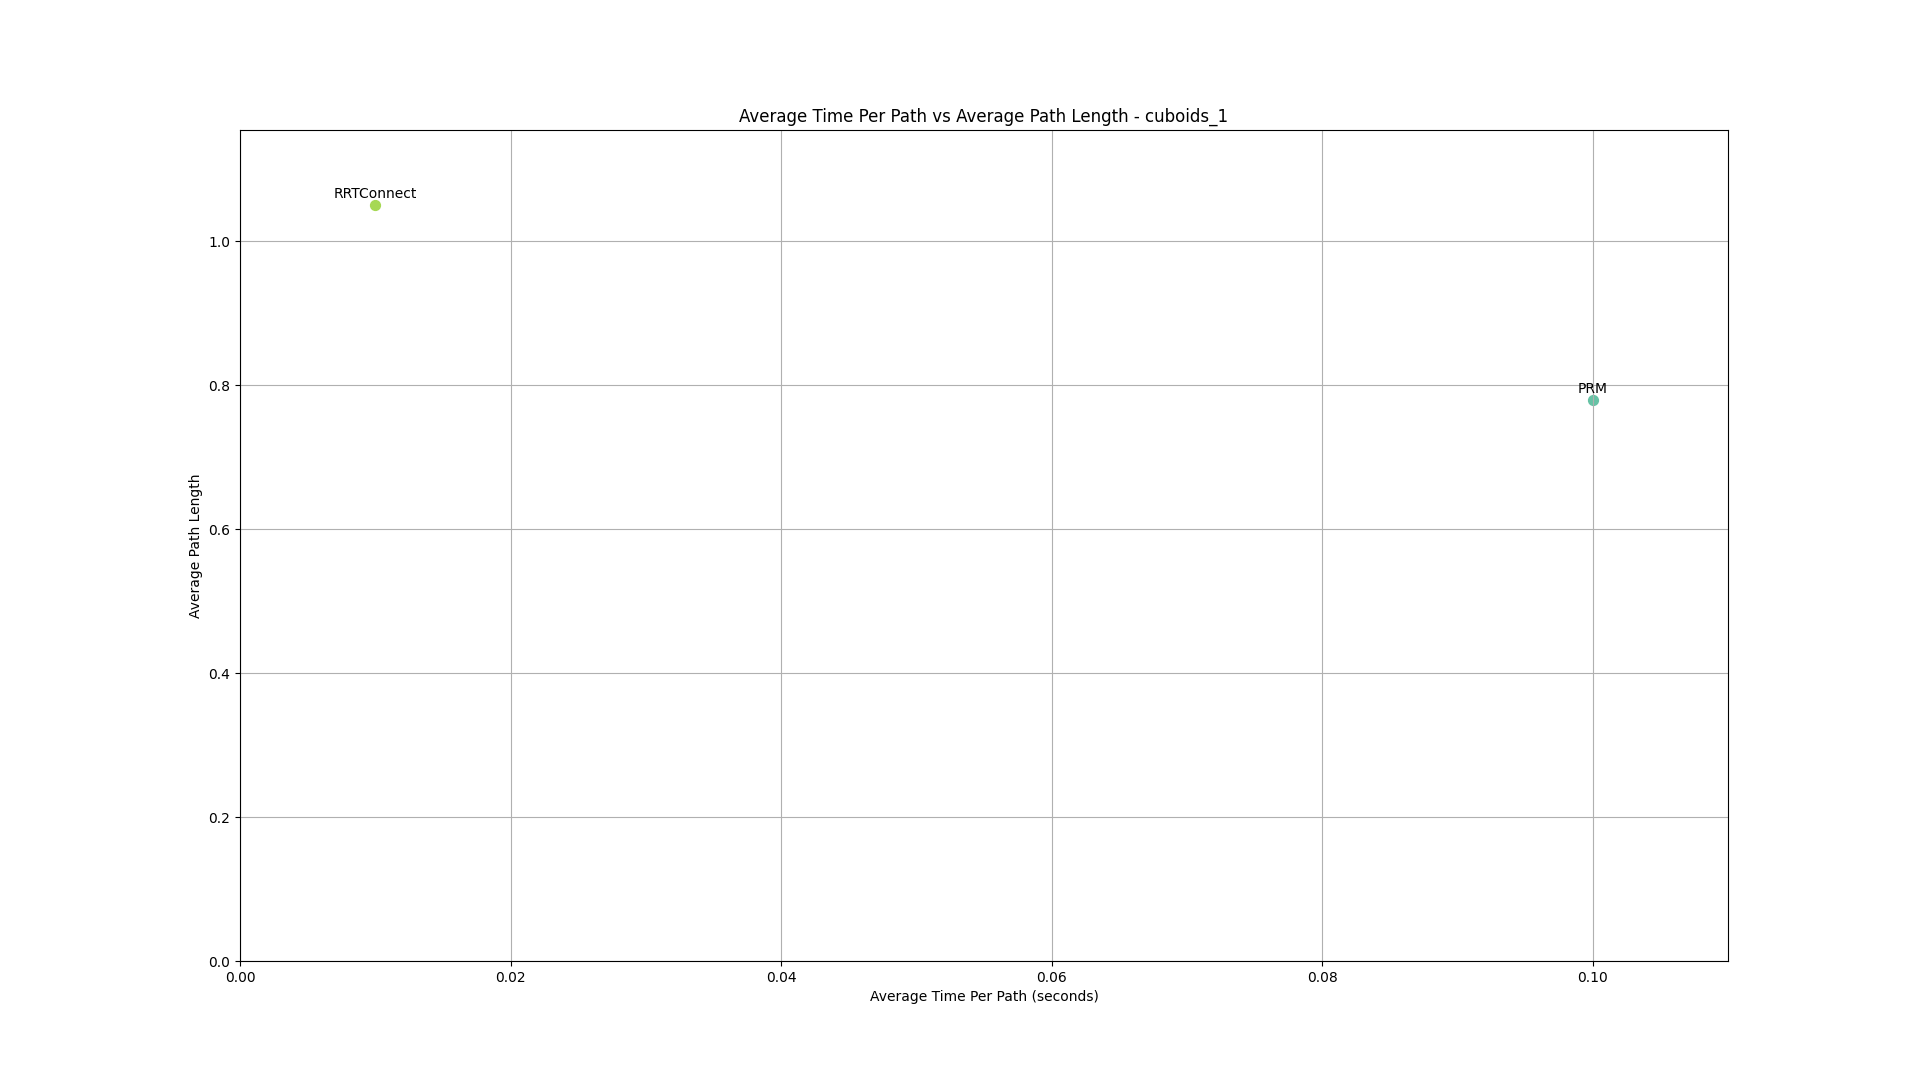 Average Time Per Path vs Average Path Length - cuboids_1
RRTConnect
1.0
PRM
0.8
Average Path Length
0.6
0.4
0.2
0.0
0.00 0.02 0.04 0.06 0.08 0.10
Average Time Per Path (seconds)